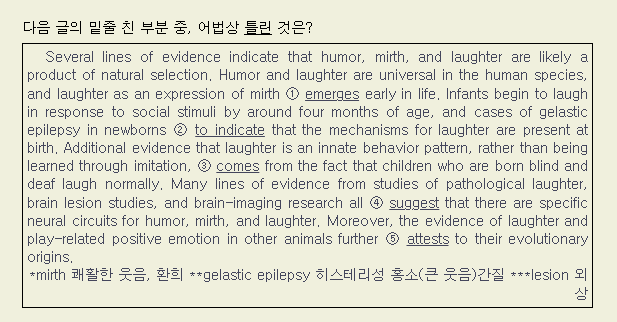 다음 글의 밑줄 친 부분 중, 어법상 틀린 것은?
Several lines of evidence indicate that humor, mirth, and laughter are likely a
product of natural selection. Humor and laughter are universal in the human species,
and laughter as an expression of mirth ① emerges early in life. Infants begin to laugh
in response to social stimuli by around four months of age, and cases of gelastic
epilepsy in newborns ② to indicate that the mechanisms for laughter are present at
birth. Additional evidence that laughter is an innate behavior pattern, rather than being
learned through imitation, ③ comes from the fact that children who are born blind and
deaf laugh normally. Many lines of evidence from studies of pathological laughter,
brain lesion studies, and brain-imaging research all ④ suggest that there are specific
neural circuits for humor, mirth, and laughter. Moreover, the evidence of laughter and
play-related positive emotion in other animals further ⑤ attests to their evolutionary
origins.
*mirth 쾌활한 웃음, 환희 **gelastic epilepsy 히스테리성 홍소(큰 웃음)간질 ***lesion 외
상